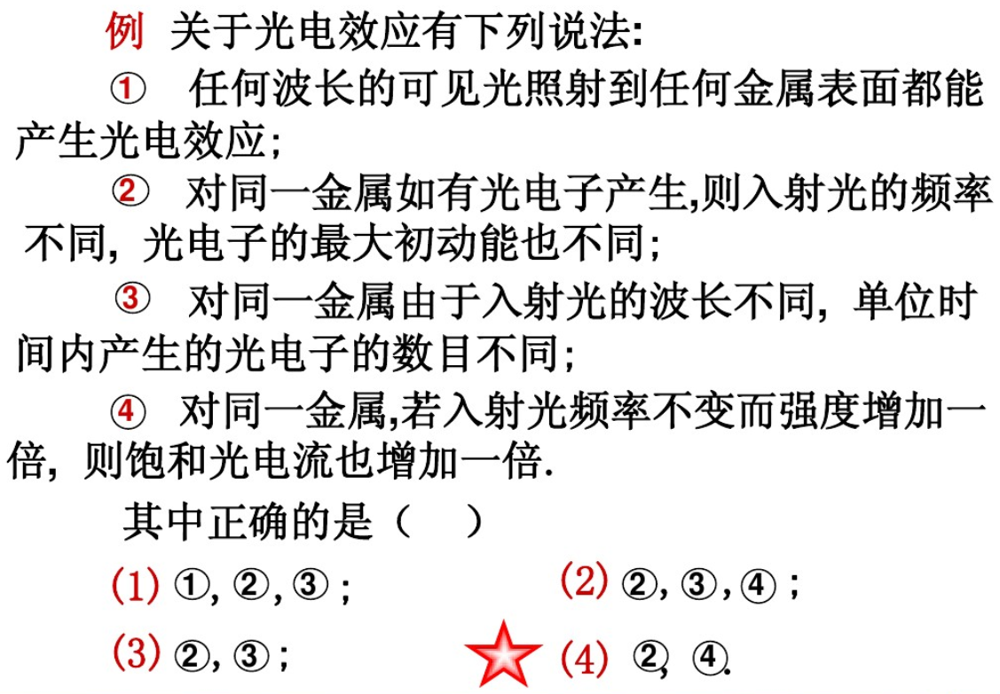 例 关于光电效应有下列说法:
① 任何波长的可见光照射到任何金属表面都能
产生光电效应;
② 对同一金属如有光电子产生,则入射光的频率
不同, 光电子的最大初动能也不同;
③ 对同一金属由于入射光的波长不同, 单位时
间内产生的光电子的数目不同;
④ 对同一金属,若入射光频率不变而强度增加一
倍, 则饱和光电流也增加一倍.
其中正确的是（ ）
(1) ①, ②, ③; (2) ②, ③, ④;
(3) ②, ③; (4) ②, ④.